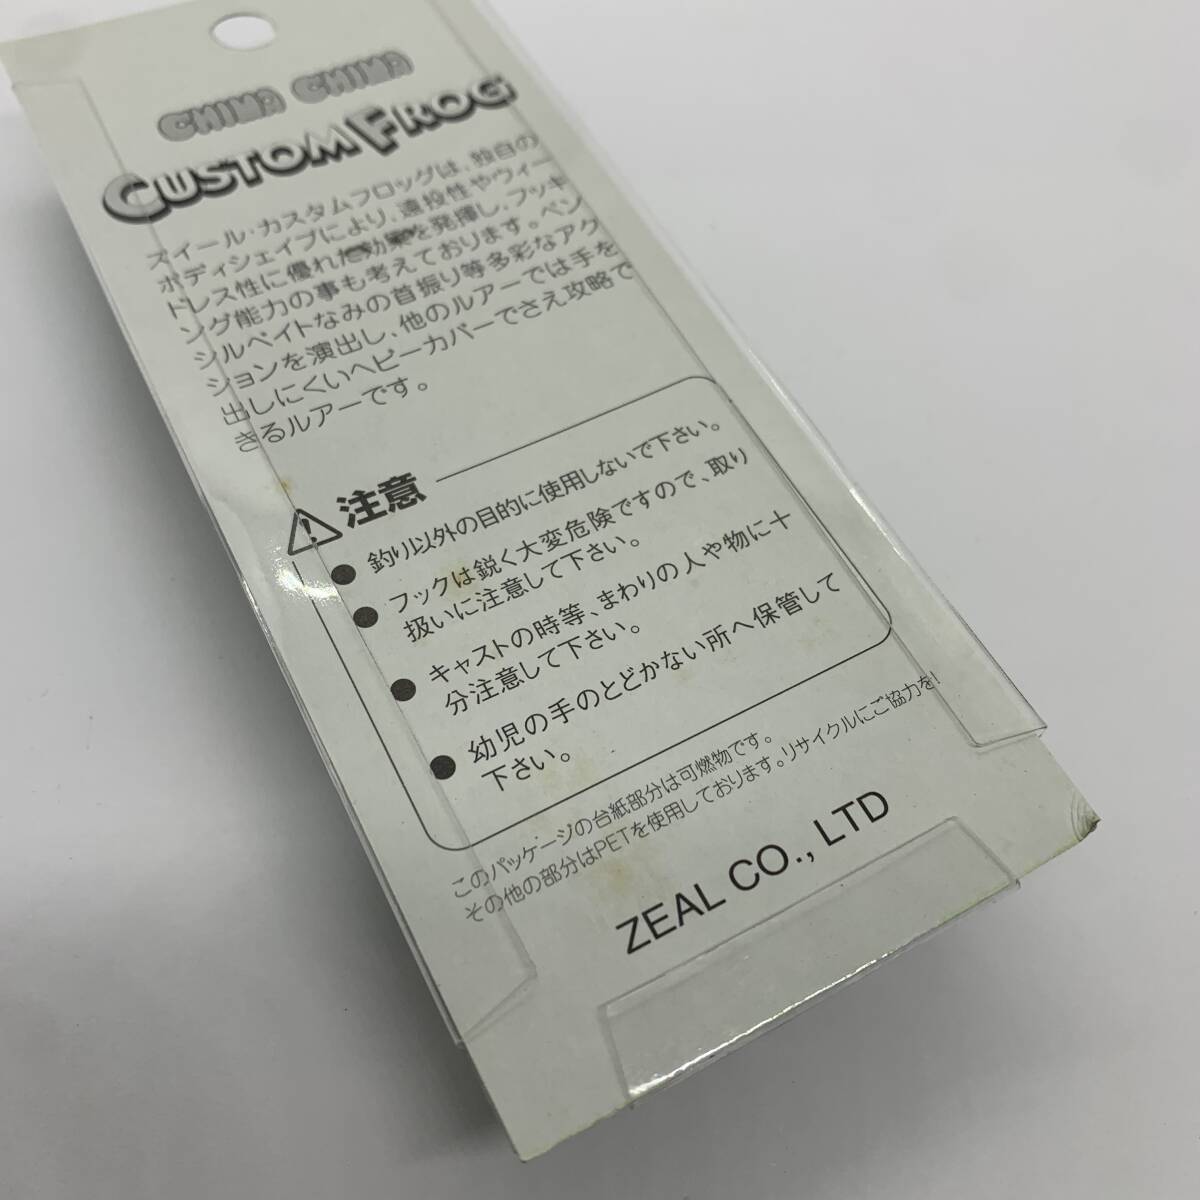 CHIMA CHIMA
CUSTOM FROG
ズイール・カスタムフロッグは、独自の
ボディシェイプにより、遠投性やウィー
ドレス性に優れた効果を発揮し、フッキ
ング能力の事も考えております。ペン
シルベイトなみの首振り等多彩なアク
ションを演出し、他のルアーでは手を
出しにくいヘビーカバーでさえ攻略で
きるルアーです。
注意
● 釣り以外の目的に使用しないで下さい。
● フックは鋭く大変危険ですので、取り
扱いに注意して下さい。
● キャストの時等、まわりの人や物に十
分注意して下さい。
● 幼児の手のとどかない所へ保管して
下さい。
このパッケージの台紙部分は可燃物です。
その他の部分はPETを使用しております。リサイクルにご協力を!
ZEAL CO., LTD